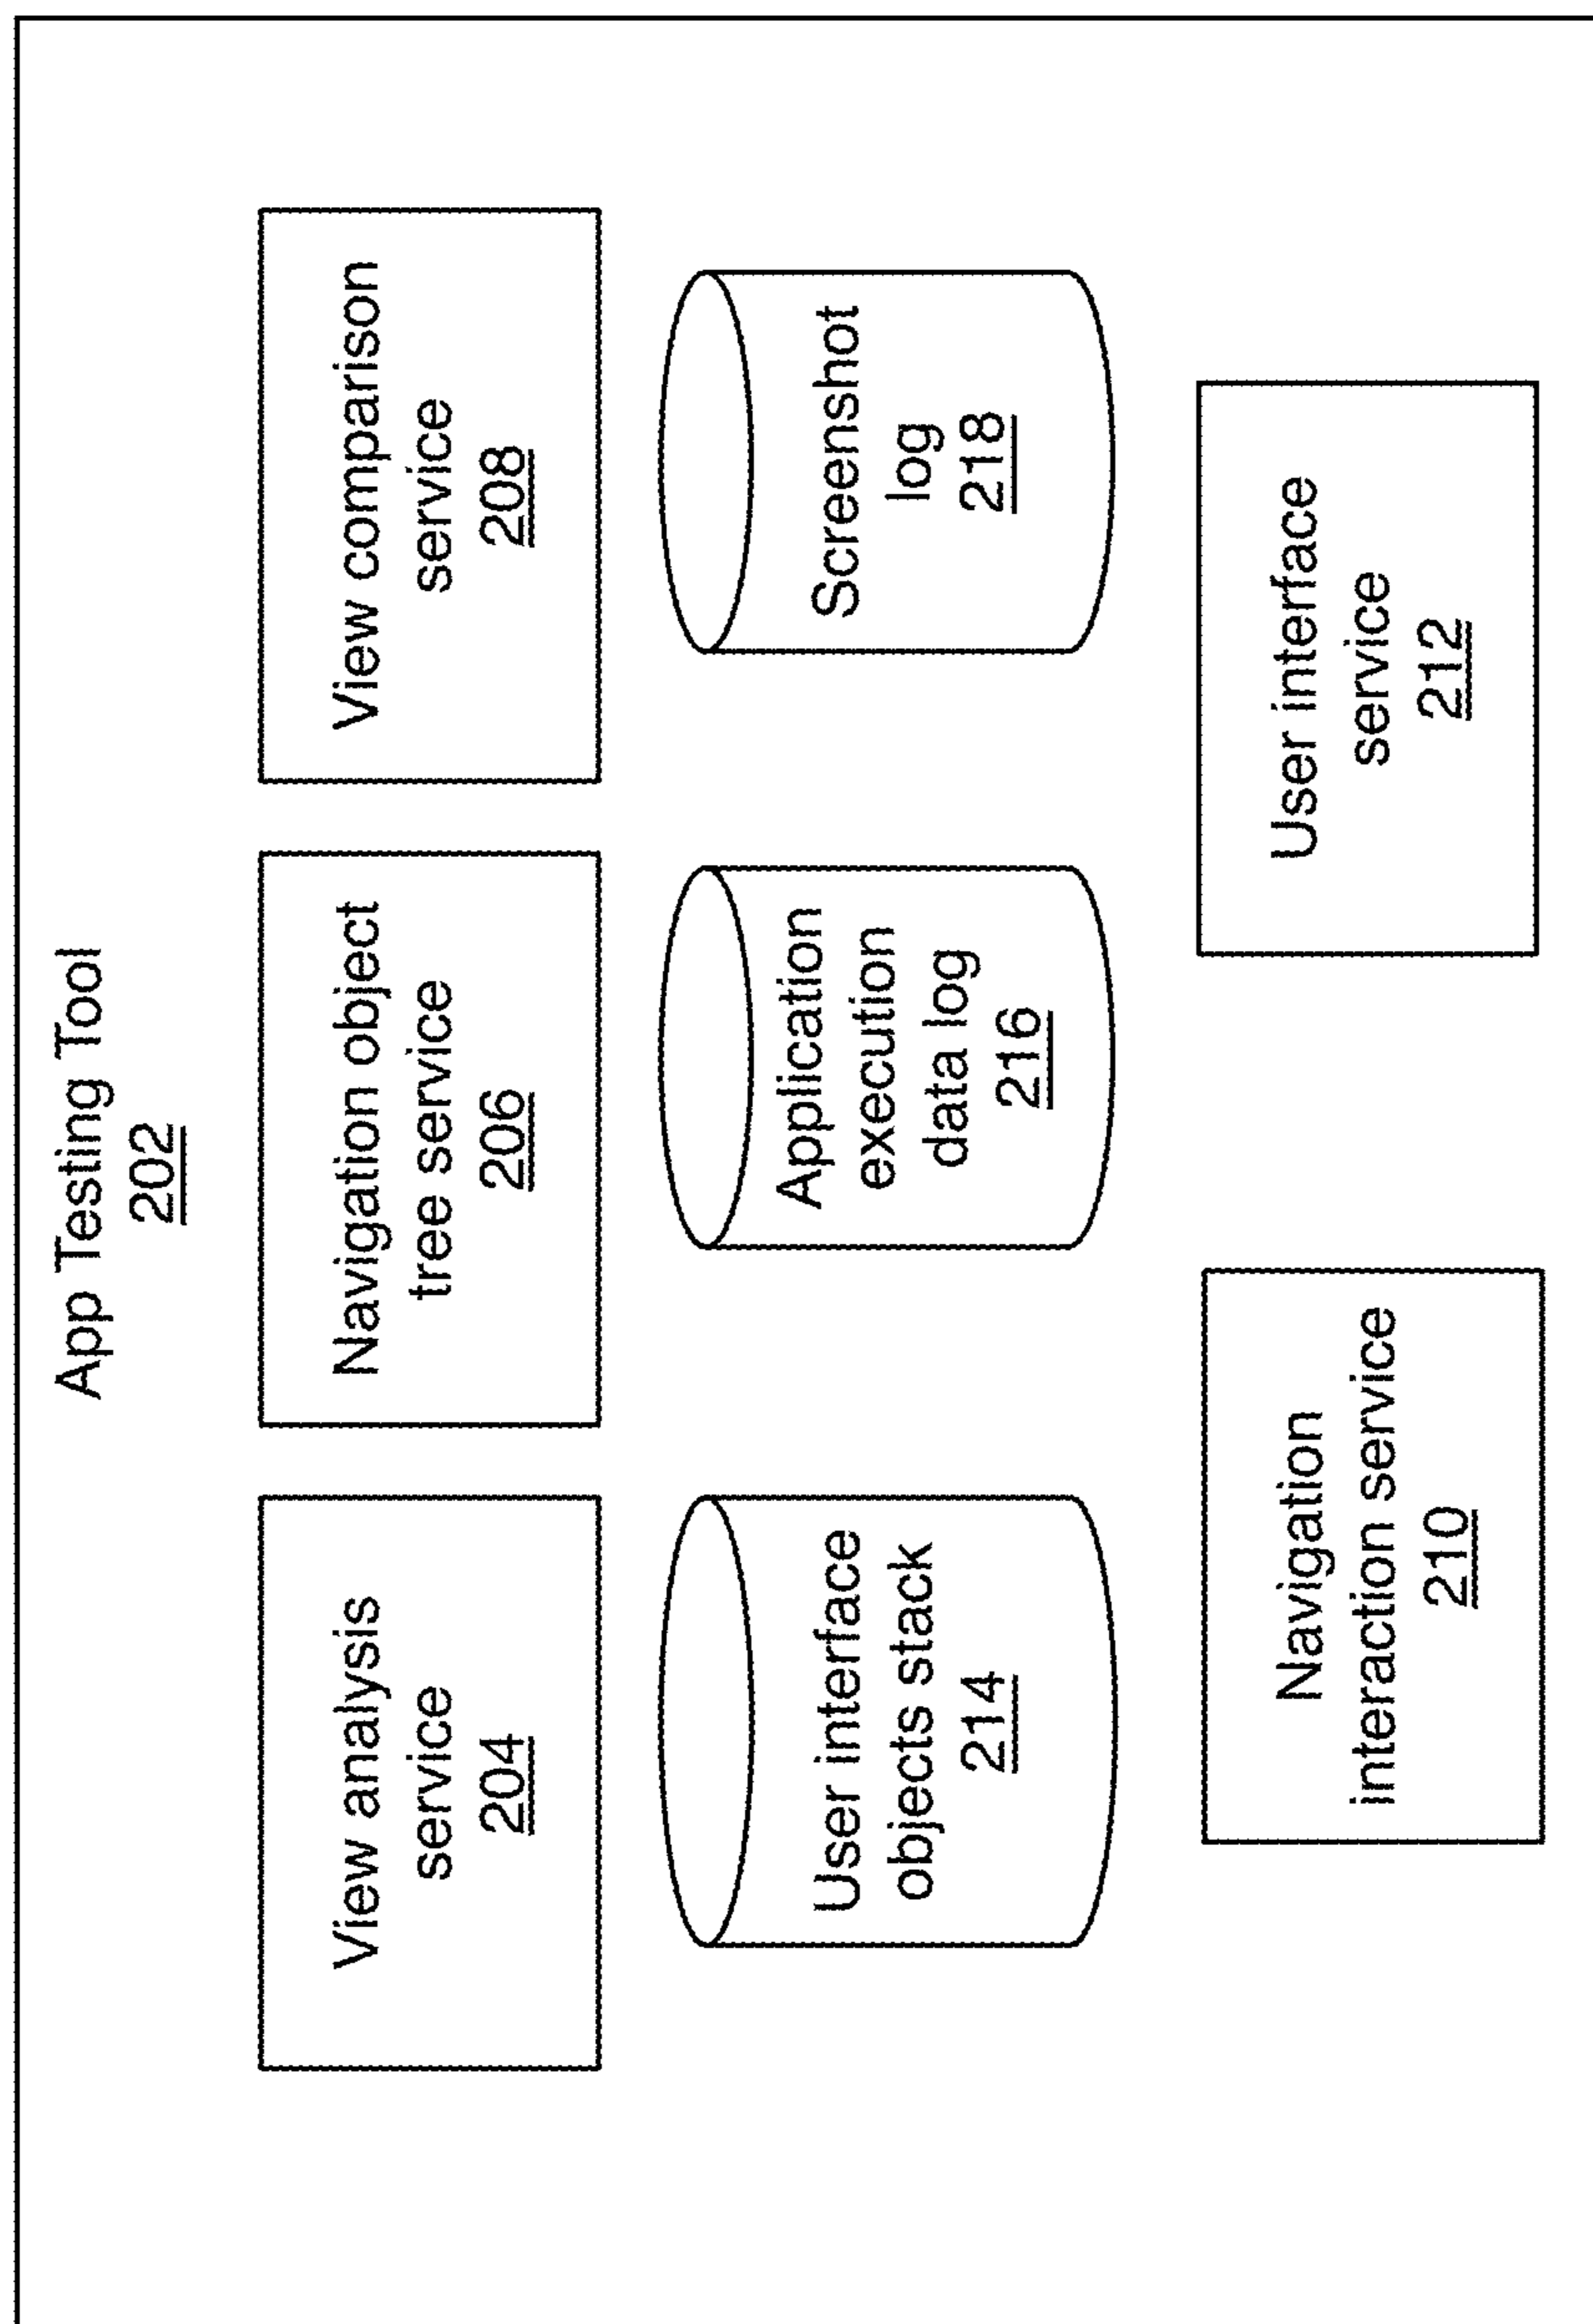 App Testing Tool
202
View analysis
service
204
Navigation object
tree service
206
View comparison
service
208
User interface
objects stack
214
Application
execution
data log
216
Screenshot
log
218
Navigation
interaction service
210
User interface
service
212